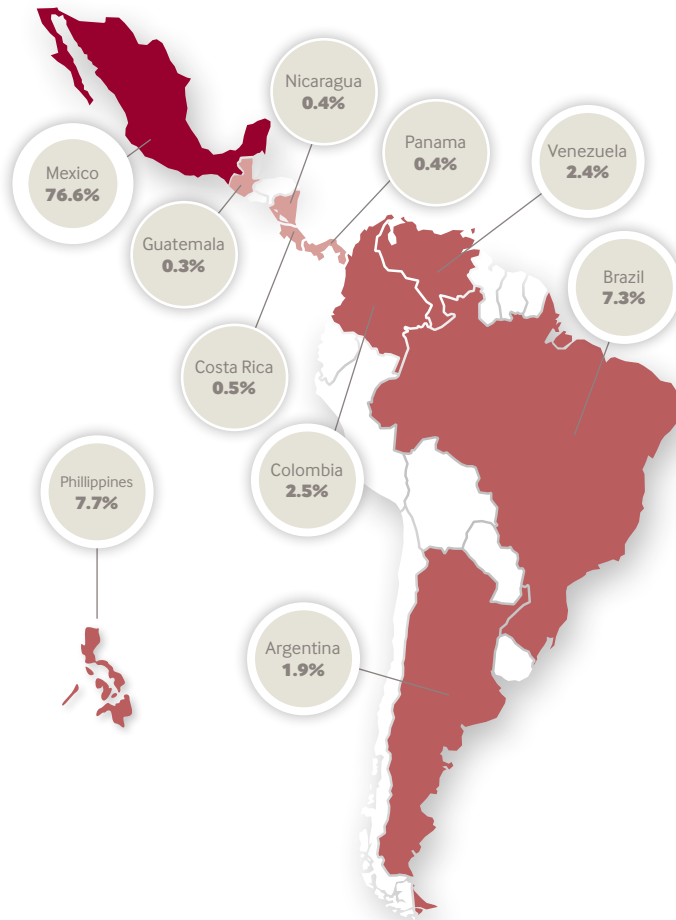 Nicaragua
0.4%
Panama
0.4%
Venezuela
2.4%
Mexico
76.6%
Guatemala
0.3%
Brazil
7.3%
Costa Rica
0.5%
Colombia
2.5%
Phillippines
7.7%
Argentina
1.9%